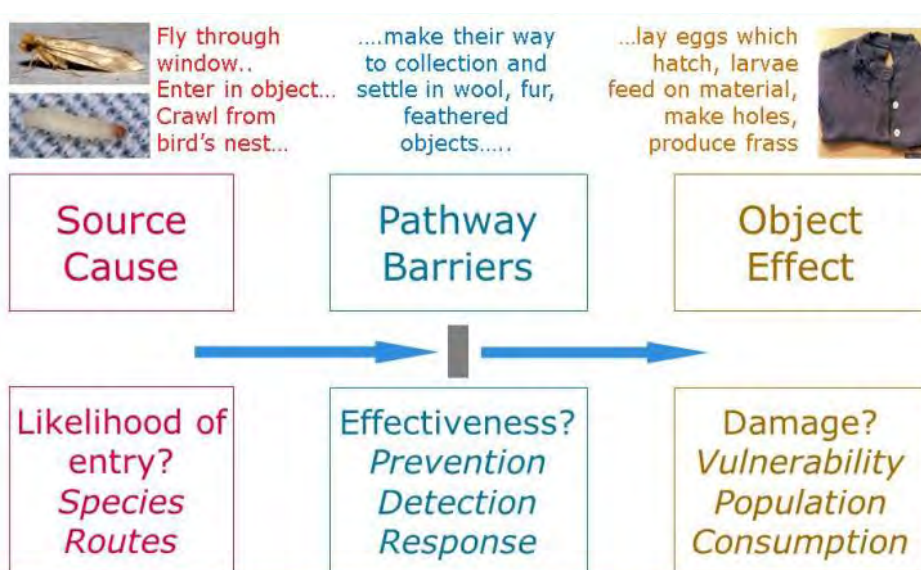 Fly through
window..
Enter in object...
Crawl from
bird's nest...
....make their way
to collection and
settle in wool, fur,
feathered
objects.....
...lay eggs which
hatch, larvae
feed on material,
make holes,
produce frass
Source
Cause
Pathway
Barriers
Object
Effect
Likelihood of
entry?
Species
Routes
Effectiveness?
Prevention
Detection
Response
Damage?
Vulnerability
Population
Consumption